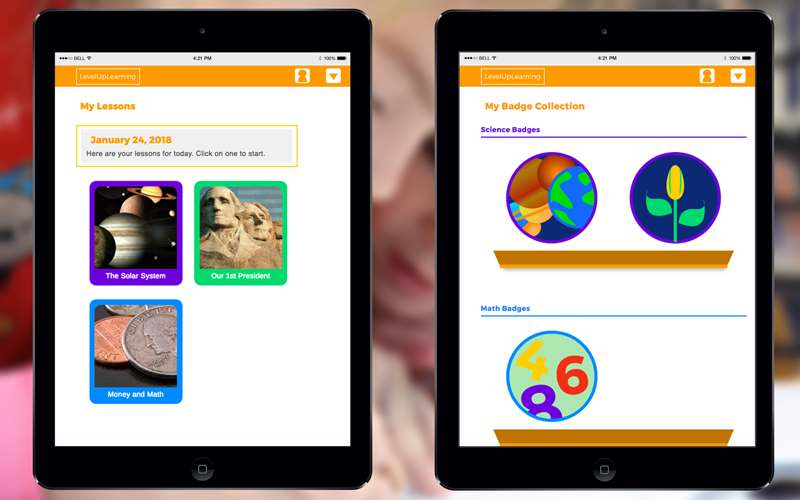 BELL
4:21 PM
100%
LevelUpLearning
My Lessons
January 24, 2018
Here are your lessons for today. Click on one to start.
The Solar System
Our 1st President
Money and Math
BELL
4:21 PM
100%
LevelUpLearning
My Badge Collection
Science Badges
Math Badges
4
6
8